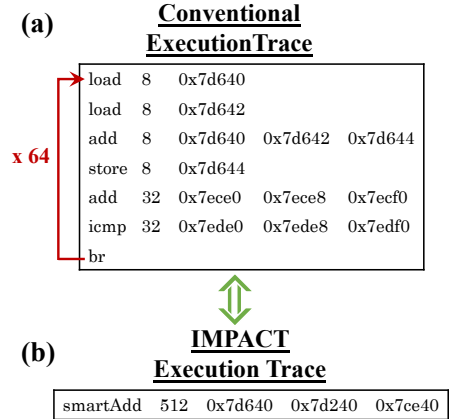 (a)
Conventional
ExecutionTrace
load 8 0x7d640
load 8 0x7d642
add 8 0x7d640 0x7d642 0x7d644
x 64
store 8 0x7d644
add 32 0x7ece0 0x7ece8 0x7ecf0
icmp 32 0x7ede0 0x7ede8 0x7edf0
br
(b)
IMPACT
Execution Trace
smartAdd 512 0x7d640 0x7d240 0x7ce40